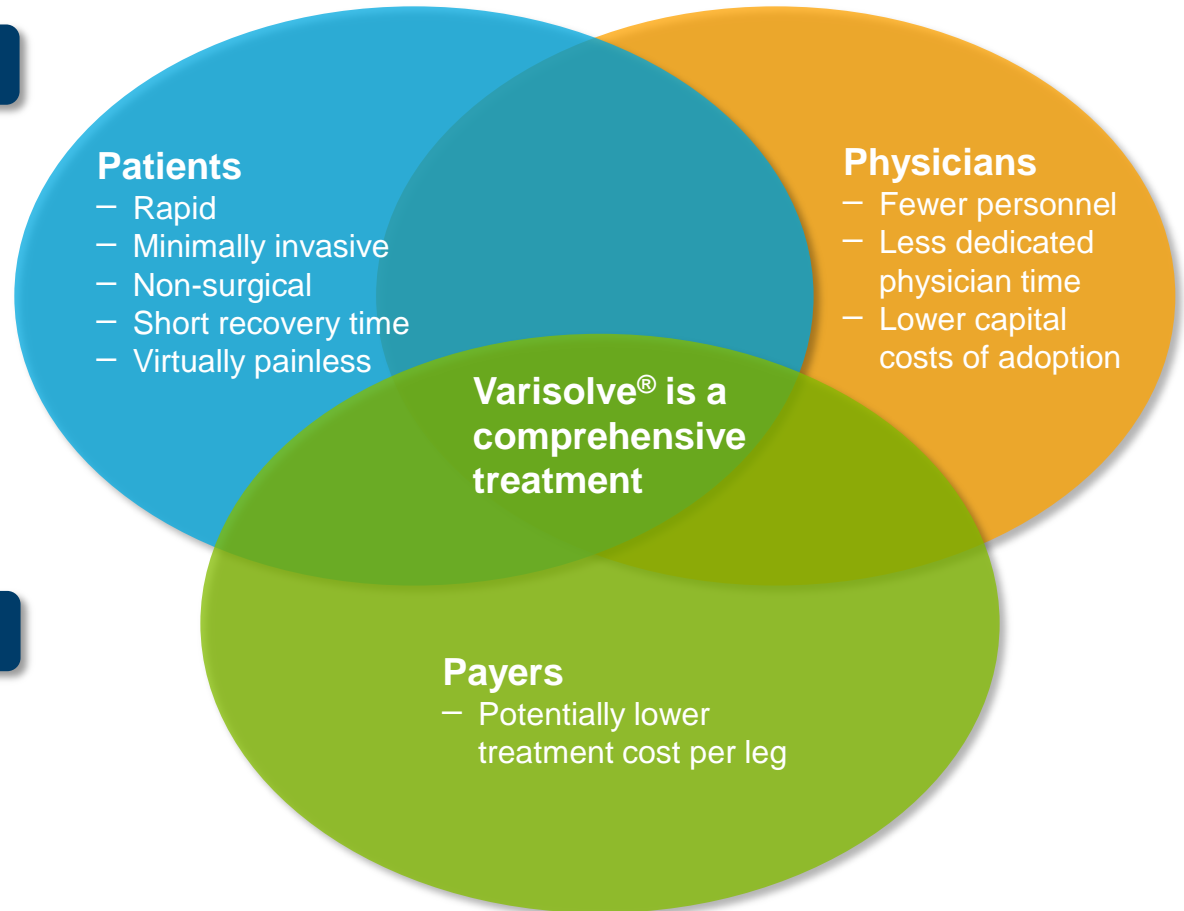 Patients
– Rapid
– Minimally invasive
– Non-surgical
– Short recovery time
– Virtually painless
Physicians
– Fewer personnel
– Less dedicated
physician time
– Lower capital
costs of adoption
Varisolve® is a
comprehensive
treatment
Payers
– Potentially lower
treatment cost per leg